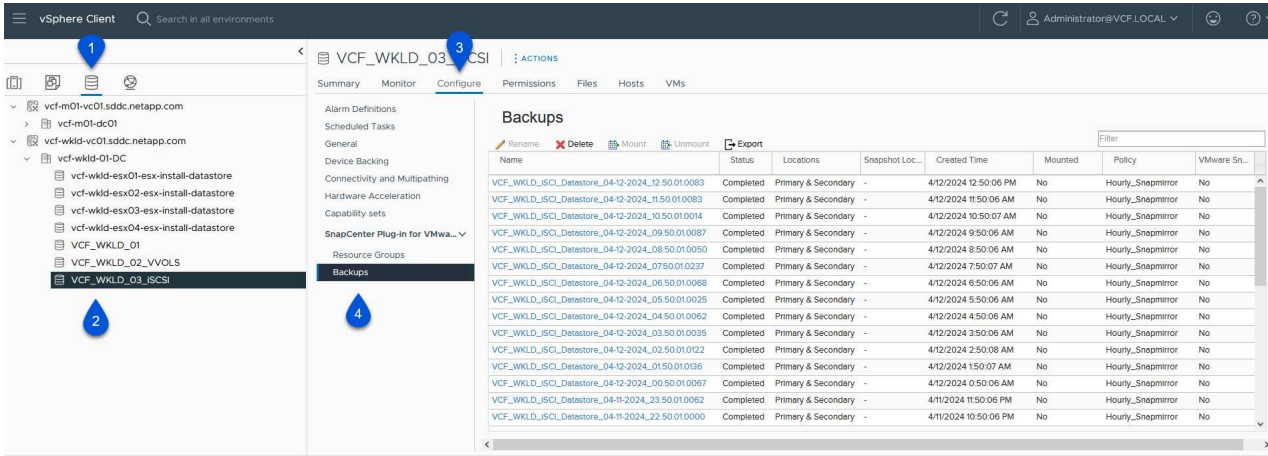 vSphere Client Search in all environments Administrator@VCF.LOCAL
1
VCF_WKLD_03_iSCSI ACTIONS
3
Summary Monitor Configure Permissions Files Hosts VMs
vcf-m01-vc01.sddc.netapp.com
vcf-m01-dc01
vcf-wkld-vc01.sddc.netapp.com
vcf-wkld-01-DC
vcf-wkld-esx01-esx-install-datastore
vcf-wkld-esx02-esx-install-datastore
vcf-wkld-esx03-esx-install-datastore
vcf-wkld-esx04-esx-install-datastore
VCF_WKLD_01
VCF_WKLD_02_VVOLS
VCF_WKLD_03_iSCSI
2
Alarm Definitions
Scheduled Tasks
General
Device Backing
Connectivity and Multipathing
Hardware Acceleration
Capability sets
SnapCenter Plug-in for VMwa...
Resource Groups
Backups
4
Backups
Rename Delete Mount Unmount Export Filter
Name Status Locations Snapshot Loc... Created Time Mounted Policy VMware Sn...
VCF_WKLD_iSCI_Datastore_04-12-2024_12.50.01.0083 Completed Primary & Secondary - 4/12/2024 12:50:06 PM No Hourly_Snapmirror No
VCF_WKLD_iSCI_Datastore_04-12-2024_11.50.01.0083 Completed Primary & Secondary - 4/12/2024 11:50:06 AM No Hourly_Snapmirror No
VCF_WKLD_iSCI_Datastore_04-12-2024_10.50.01.0014 Completed Primary & Secondary - 4/12/2024 10:50:07 AM No Hourly_Snapmirror No
VCF_WKLD_iSCI_Datastore_04-12-2024_09.50.01.0087 Completed Primary & Secondary - 4/12/2024 9:50:06 AM No Hourly_Snapmirror No
VCF_WKLD_iSCI_Datastore_04-12-2024_08.50.01.0050 Completed Primary & Secondary - 4/12/2024 8:50:06 AM No Hourly_Snapmirror No
VCF_WKLD_iSCI_Datastore_04-12-2024_07.50.01.0237 Completed Primary & Secondary - 4/12/2024 7:50:07 AM No Hourly_Snapmirror No
VCF_WKLD_iSCI_Datastore_04-12-2024_06.50.01.0068 Completed Primary & Secondary - 4/12/2024 6:50:06 AM No Hourly_Snapmirror No
VCF_WKLD_iSCI_Datastore_04-12-2024_05.50.01.0025 Completed Primary & Secondary - 4/12/2024 5:50:06 AM No Hourly_Snapmirror No
VCF_WKLD_iSCI_Datastore_04-12-2024_04.50.01.0062 Completed Primary & Secondary - 4/12/2024 4:50:06 AM No Hourly_Snapmirror No
VCF_WKLD_iSCI_Datastore_04-12-2024_03.50.01.0035 Completed Primary & Secondary - 4/12/2024 3:50:06 AM No Hourly_Snapmirror No
VCF_WKLD_iSCI_Datastore_04-12-2024_02.50.01.0122 Completed Primary & Secondary - 4/12/2024 2:50:08 AM No Hourly_Snapmirror No
VCF_WKLD_iSCI_Datastore_04-12-2024_01.50.01.0136 Completed Primary & Secondary - 4/12/2024 1:50:07 AM No Hourly_Snapmirror No
VCF_WKLD_iSCI_Datastore_04-12-2024_00.50.01.0067 Completed Primary & Secondary - 4/12/2024 0:50:06 AM No Hourly_Snapmirror No
VCF_WKLD_iSCI_Datastore_04-11-2024_23.50.01.0062 Completed Primary & Secondary - 4/11/2024 11:50:06 PM No Hourly_Snapmirror No
VCF_WKLD_iSCI_Datastore_04-11-2024_22.50.01.0000 Completed Primary & Secondary - 4/11/2024 10:50:06 PM No Hourly_Snapmirror No